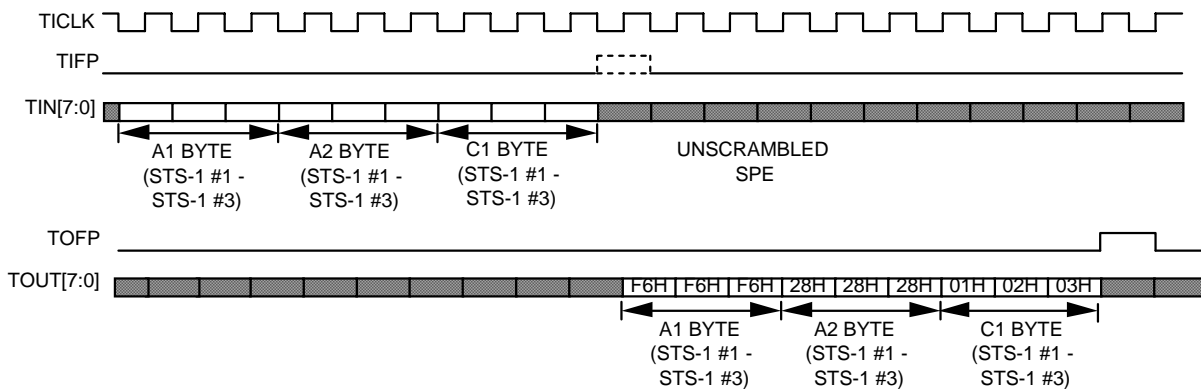 TICLK
TIFP
TIN[7:0]
A1 BYTE
(STS-1 #1 -
STS-1 #3)
A2 BYTE
(STS-1 #1 -
STS-1 #3)
C1 BYTE
(STS-1 #1 -
STS-1 #3)
UNSCRAMBLED
SPE
TOFP
TOUT[7:0]
F6H F6H F6H 28H 28H 28H 01H 02H 03H
A1 BYTE
(STS-1 #1 -
STS-1 #3)
A2 BYTE
(STS-1 #1 -
STS-1 #3)
C1 BYTE
(STS-1 #1 -
STS-1 #3)